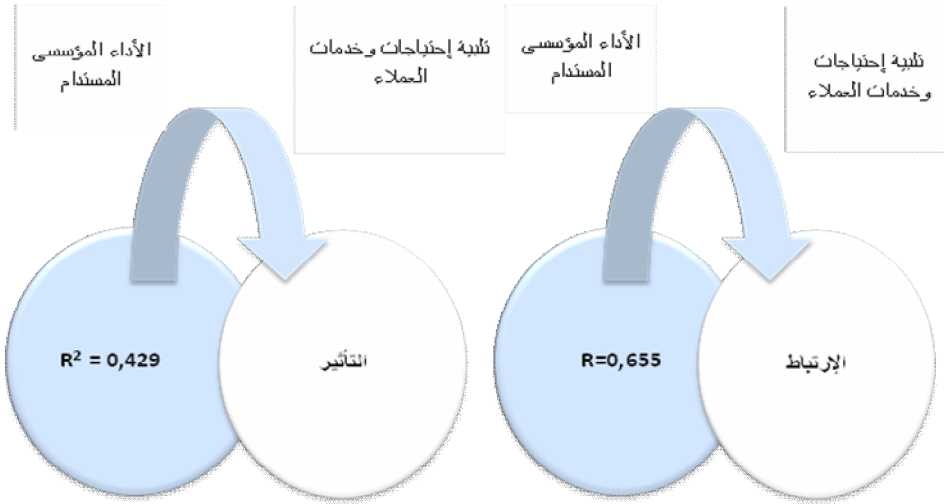 تلبية إحتياجات
وخدمات العملاء
الأداء المؤسسى
المستدام
تلبية إحتياجات وخدمات
العملاء
الأداء المؤسسى
المستدام
الإرتباط
R=0,655
التأثير
R² = 0,429